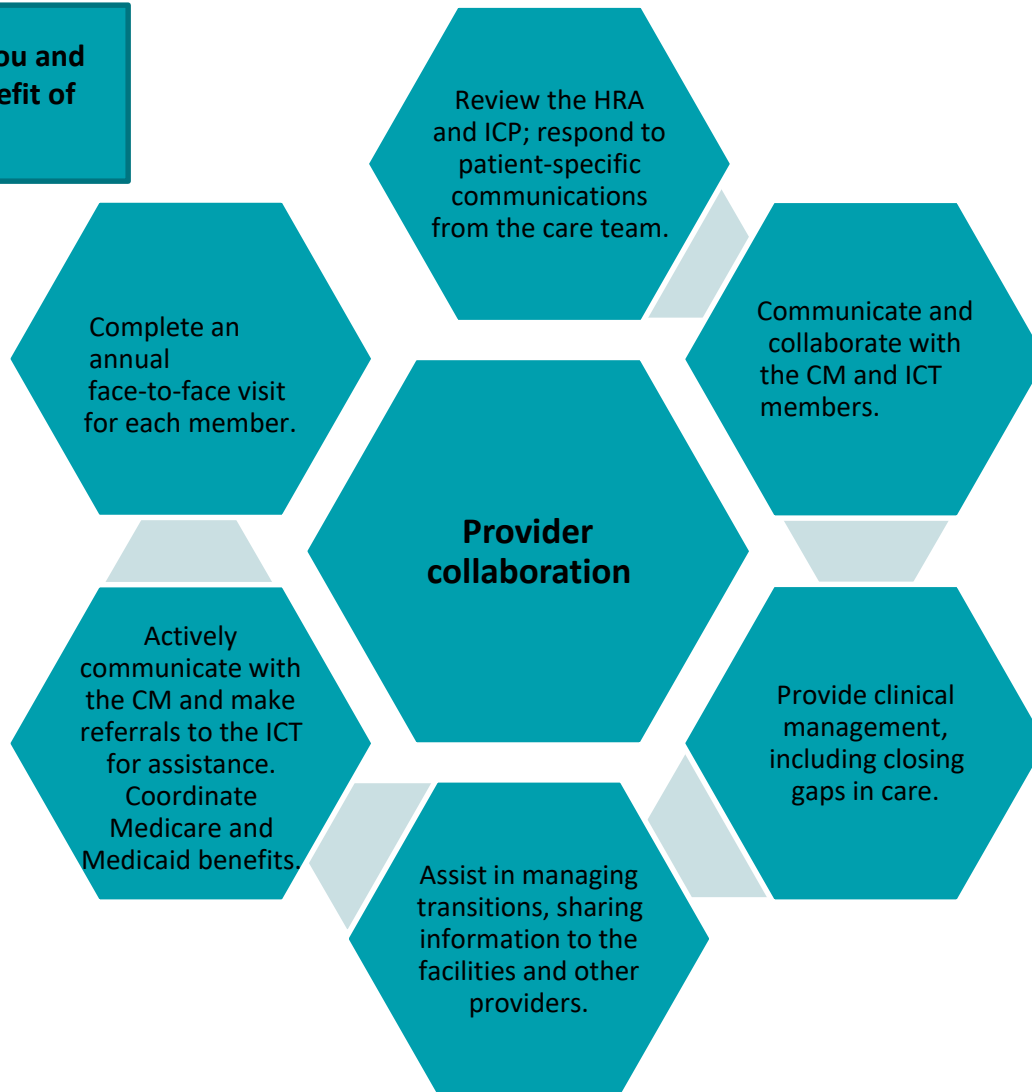 ou and
efit of
Review the HRA
and ICP; respond to
patient-specific
communications
from the care team.
Communicate and
collaborate with
the CM and ICT
members.
Provide clinical
management,
including closing
gaps in care.
Assist in managing
transitions, sharing
information to the
facilities and other
providers.
Actively
communicate with
the CM and make
referrals to the ICT
for assistance.
Coordinate
Medicare and
Medicaid benefits.
Complete an
annual
face-to-face visit
for each member.
Provider
collaboration